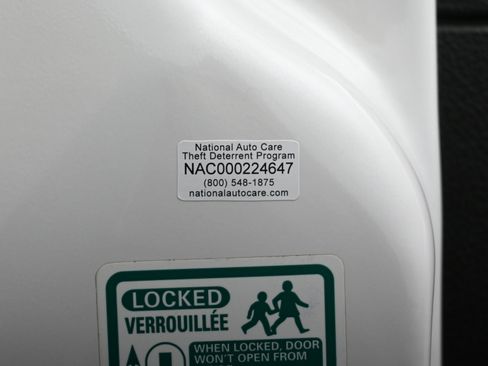 National Auto Care
Theft Deterrent Program
NAC000224647
(800) 548-1875
nationalautocare.com
LOCKED
VERROUILLÉE
WHEN LOCKED, DOOR
WON'T OPEN FROM